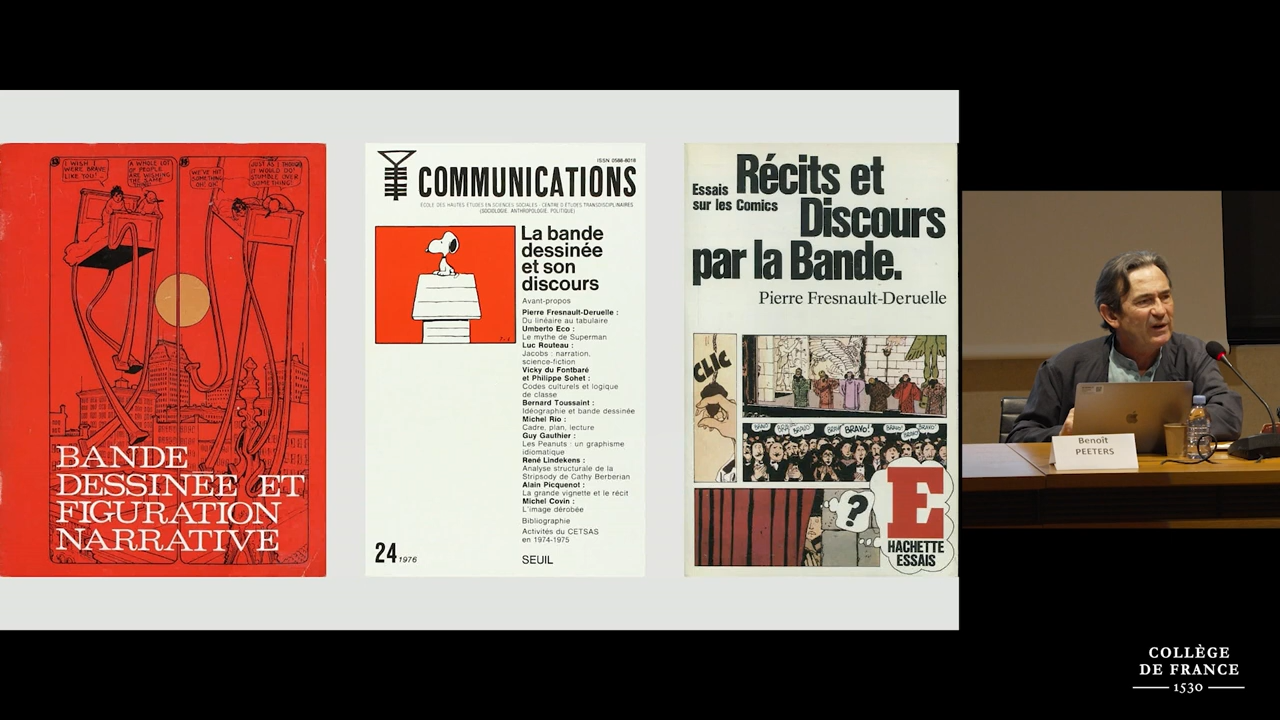 I WISH I
WERE BRAVE
LIKE YOU!
A WHOLE LOT
OF PEOPLE
ARE WISHING
THE SAME
THING!
WE'VE HIT
SOMETHING
OH! OK.
JUST AS I THOUGHT
IT WOULD DO!
STUMBLE OVER
SOMETHING!
BANDE
DESSINÉE ET
FIGURATION
NARRATIVE
ISSN 0588-8018
COMMUNICATIONS
ÉCOLE DES HAUTES ÉTUDES EN SCIENCES SOCIALES - CENTRE D'ÉTUDES TRANSDISCIPLINAIRES
(SOCIOLOGIE, ANTHROPOLOGIE, POLITIQUE)
La bande
dessinée
et son
discours
Avant-propos
Pierre Fresnault-Deruelle :
Du linéaire au tabulaire
Umberto Eco :
Le mythe de Superman
Luc Routeau :
Jacobs : narration,
science-fiction
Vicky du Fontbaré
et Philippe Sohet :
Codes culturels et logique
de classe
Bernard Toussaint :
Idéographie et bande dessinée
Michel Rio :
Cadre, plan, lecture
Guy Gauthier :
Les Peanuts : un graphisme
idiomatique
René Lindekens :
Analyse structurale de la
Stripsody de Cathy Berberian
Alain Picquenot :
La grande vignette et le récit
Michel Covin :
L'image dérobée
Bibliographie
Activités du CETSAS
en 1974-1975
24 1976
SEUIL
Essais
sur les Comics
Récits et
Discours
par la Bande.
Pierre Fresnault-Deruelle
CLIC
BRAVO!
BRAVO!
?
E
HACHETTE
ESSAIS
Benoît
PEETERS
COLLÈGE
DE FRANCE
1530